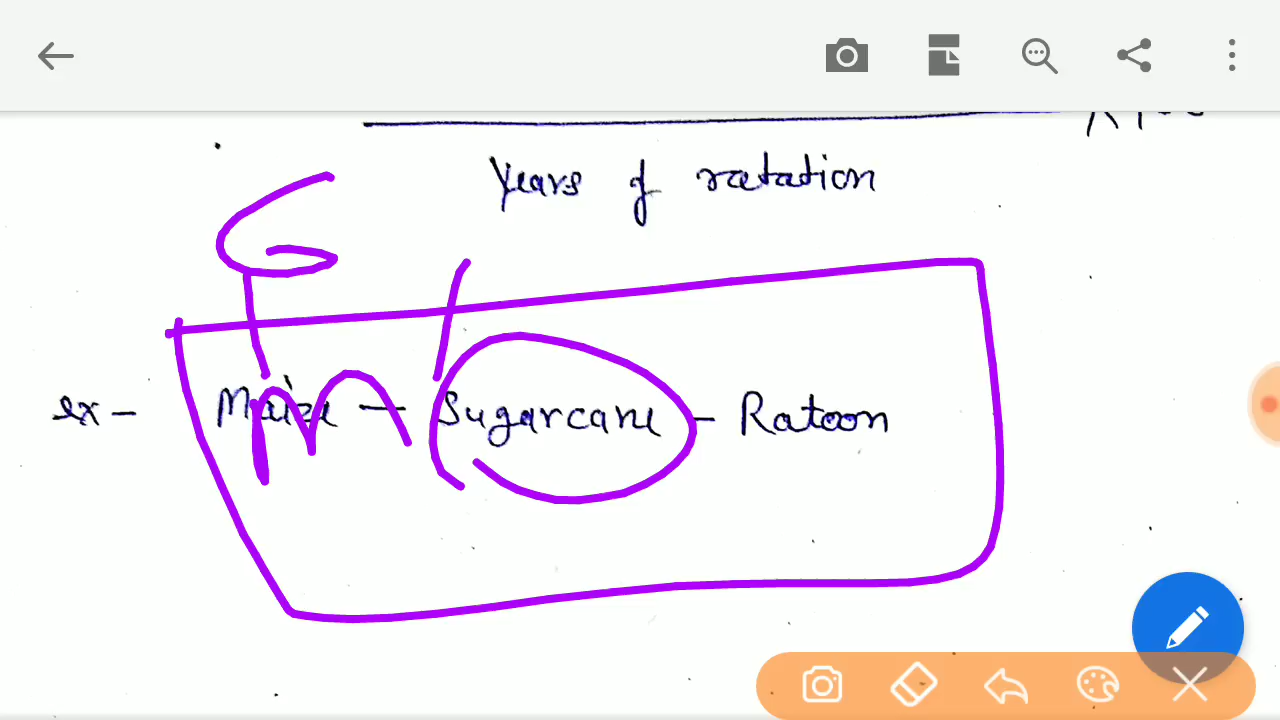 Years of rotation
ex - Maize - Sugarcane - Ratoon